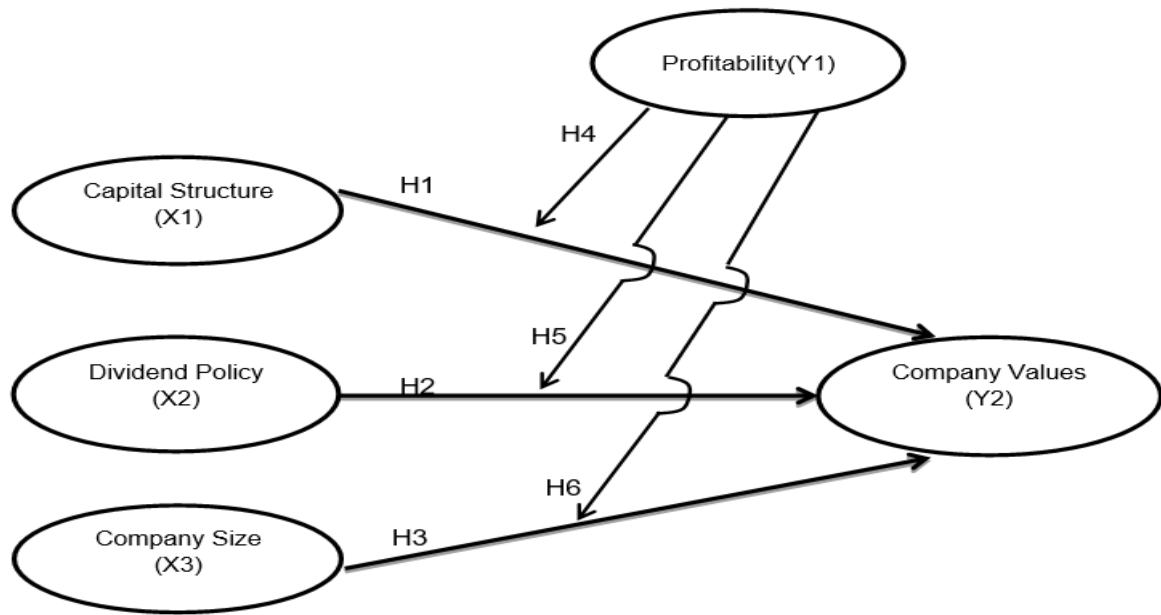 Profitability(Y1)
H4
H1
Capital Structure
(X1)
H5
Dividend Policy
(X2)
H2
Company Values
(Y2)
H6
Company Size
(X3)
H3